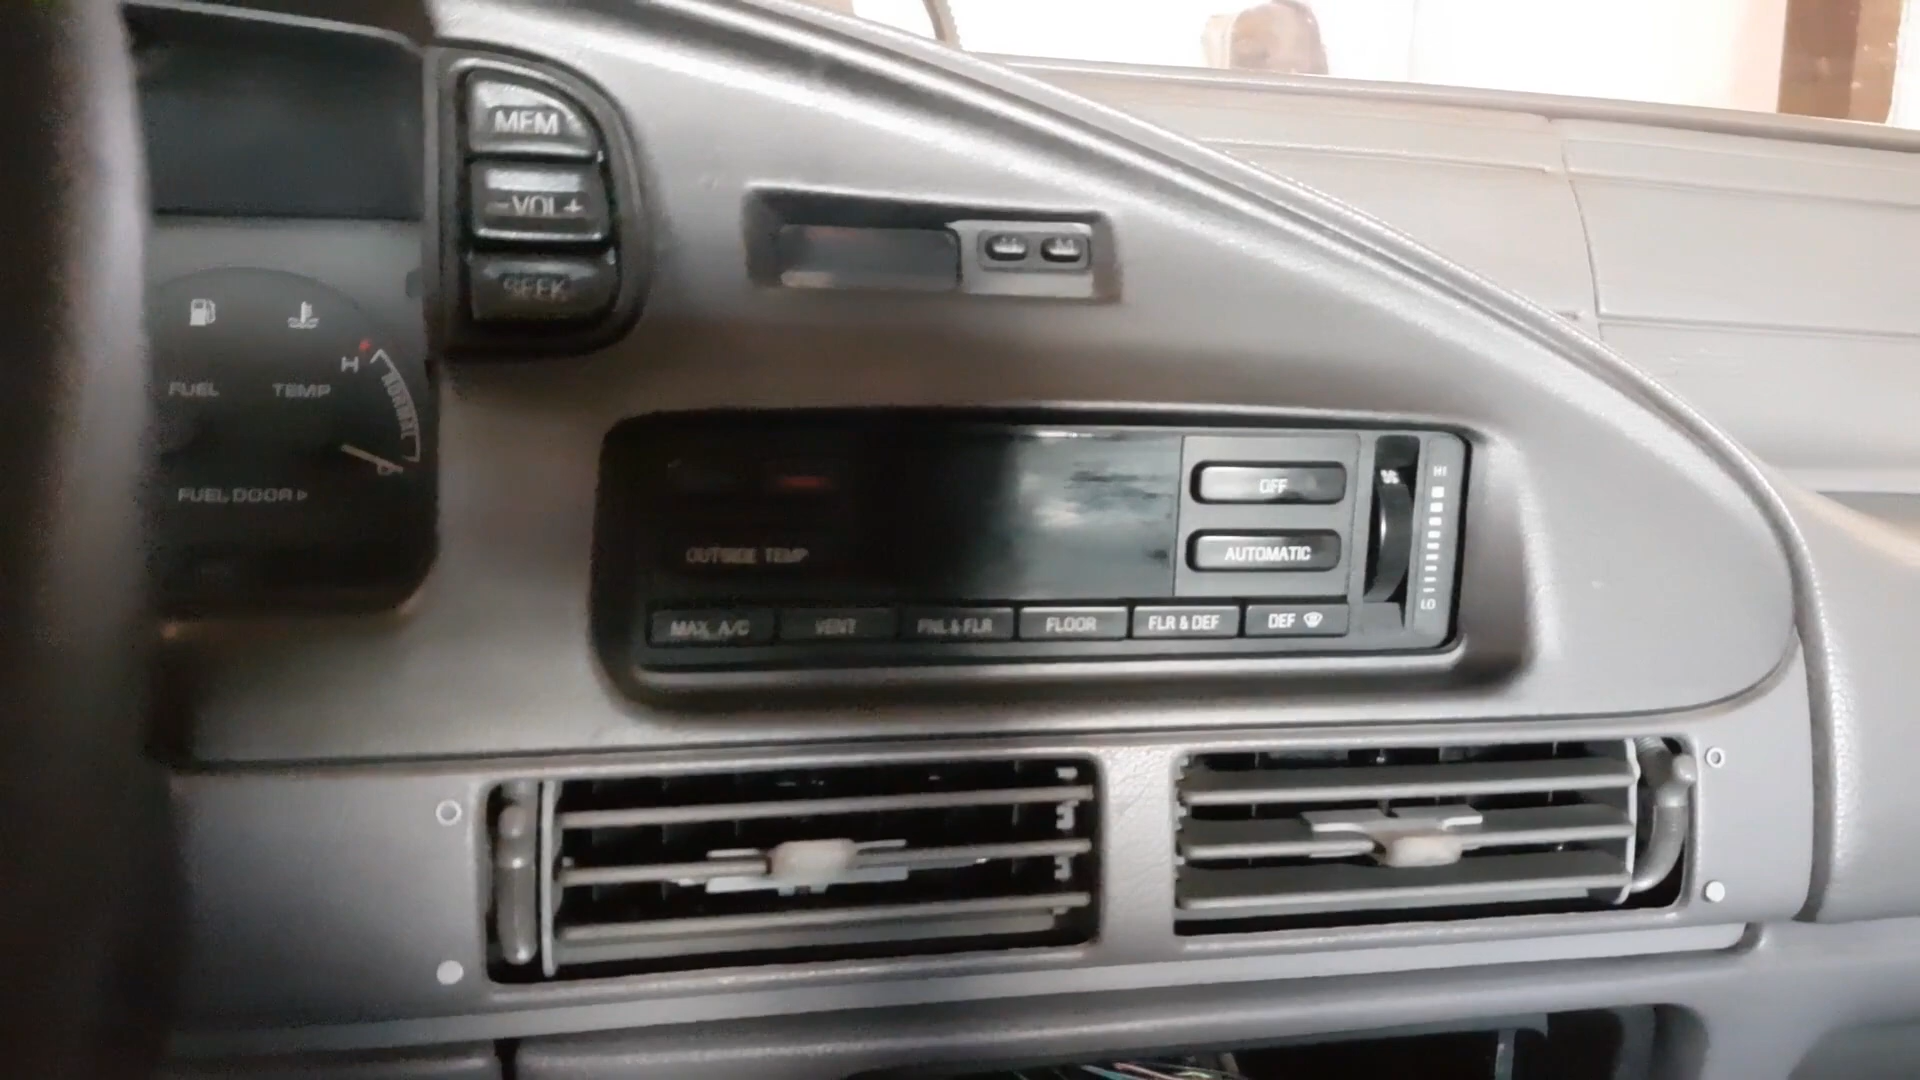 MEM
- VOL +
SEEK
FUEL
TEMP
H
NORMAL
FUEL DOOR
OUTSIDE TEMP
OFF
AUTOMATIC
HI
LO
MAX A/C
VENT
PNL & FLR
FLOOR
FLR & DEF
DEF